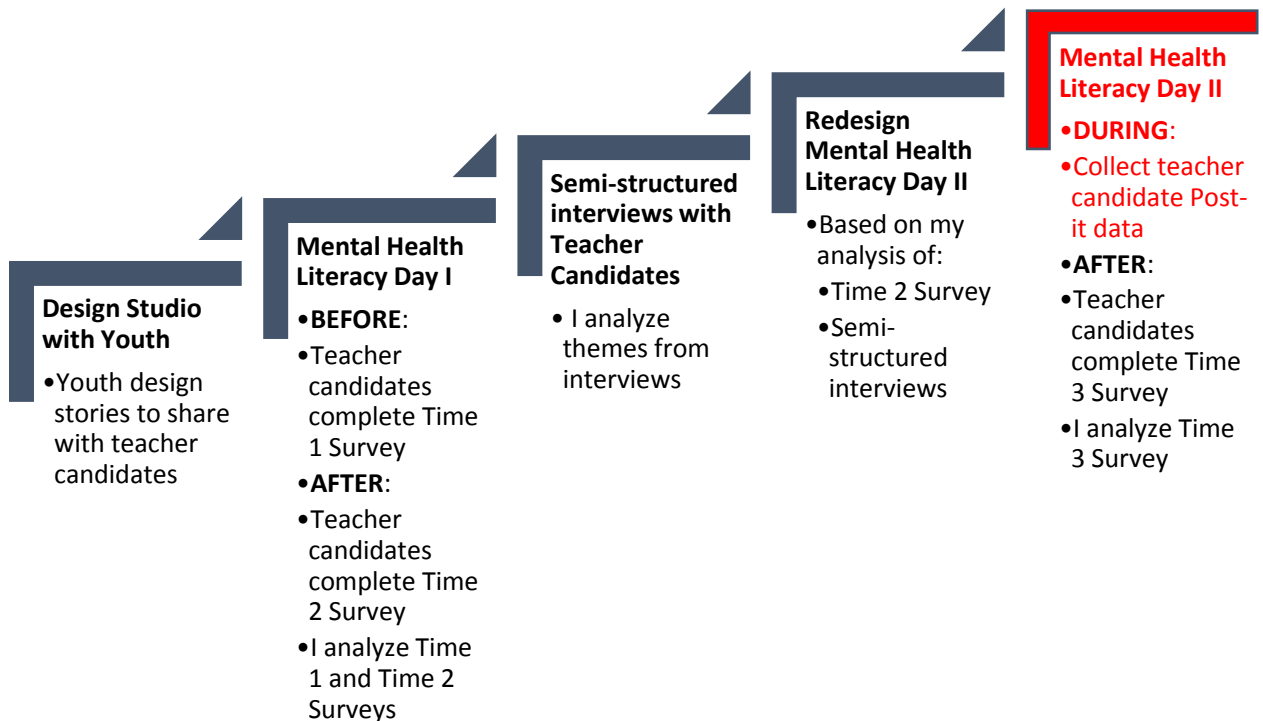 Design Studio
with Youth
•Youth design
stories to share
with teacher
candidates
Mental Health
Literacy Day I
•BEFORE:
•Teacher
candidates
complete Time
1 Survey
•AFTER:
•Teacher
candidates
complete Time
2 Survey
•I analyze Time
1 and Time 2
Surveys
Semi-structured
interviews with
Teacher
Candidates
• I analyze
themes from
interviews
Redesign
Mental Health
Literacy Day II
•Based on my
analysis of:
•Time 2 Survey
•Semi-
structured
interviews
Mental Health
Literacy Day II
•DURING:
•Collect teacher
candidate Post-
it data
•AFTER:
•Teacher
candidates
complete Time
3 Survey
•I analyze Time
3 Survey